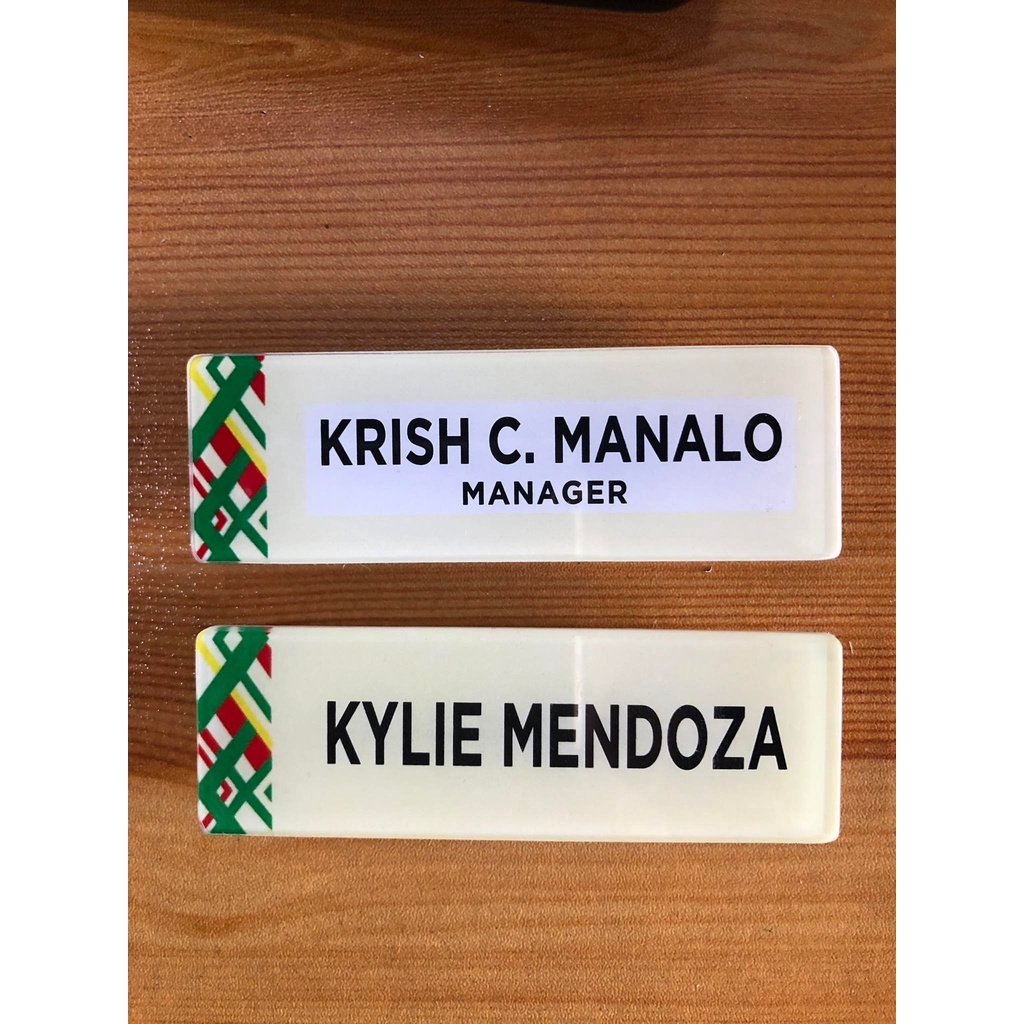 KRISH C. MANALO
MANAGER
KYLIE MENDOZA